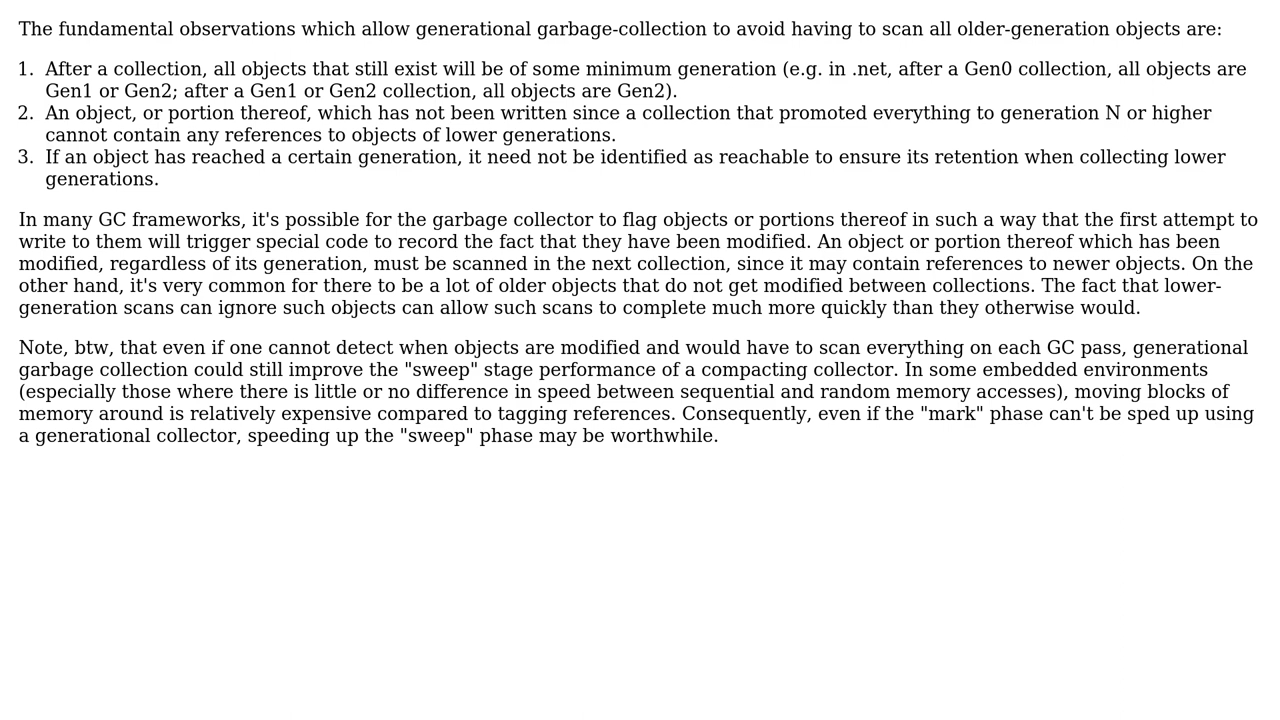 The fundamental observations which allow generational garbage-collection to avoid having to scan all older-generation objects are:
1. After a collection, all objects that still exist will be of some minimum generation (e.g. in .net, after a Gen0 collection, all objects are
Gen1 or Gen2; after a Gen1 or Gen2 collection, all objects are Gen2).
2. An object, or portion thereof, which has not been written since a collection that promoted everything to generation N or higher
cannot contain any references to objects of lower generations.
3. If an object has reached a certain generation, it need not be identified as reachable to ensure its retention when collecting lower
generations.
In many GC frameworks, it's possible for the garbage collector to flag objects or portions thereof in such a way that the first attempt to
write to them will trigger special code to record the fact that they have been modified. An object or portion thereof which has been
modified, regardless of its generation, must be scanned in the next collection, since it may contain references to newer objects. On the
other hand, it's very common for there to be a lot of older objects that do not get modified between collections. The fact that lower-
generation scans can ignore such objects can allow such scans to complete much more quickly than they otherwise would.
Note, btw, that even if one cannot detect when objects are modified and would have to scan everything on each GC pass, generational
garbage collection could still improve the "sweep" stage performance of a compacting collector. In some embedded environments
(especially those where there is little or no difference in speed between sequential and random memory accesses), moving blocks of
memory around is relatively expensive compared to tagging references. Consequently, even if the "mark" phase can't be sped up using
a generational collector, speeding up the "sweep" phase may be worthwhile.